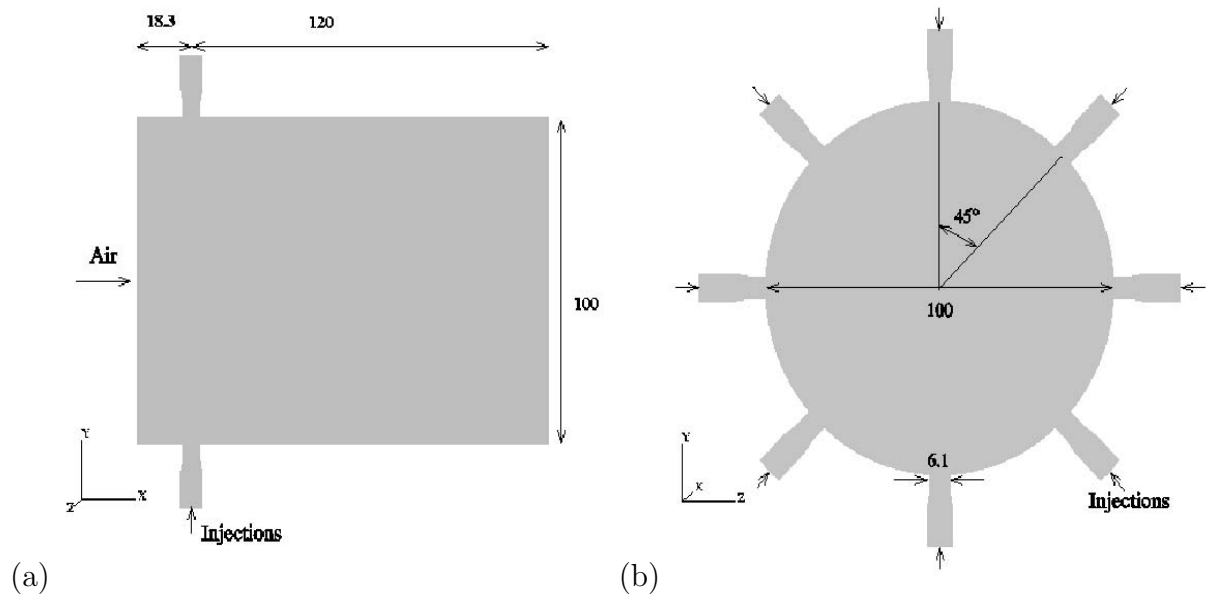 18.3
120
Air
100
Y
Z
X
Injections
(a)
45°
100
6.1
Y
X
Z
Injections
(b)